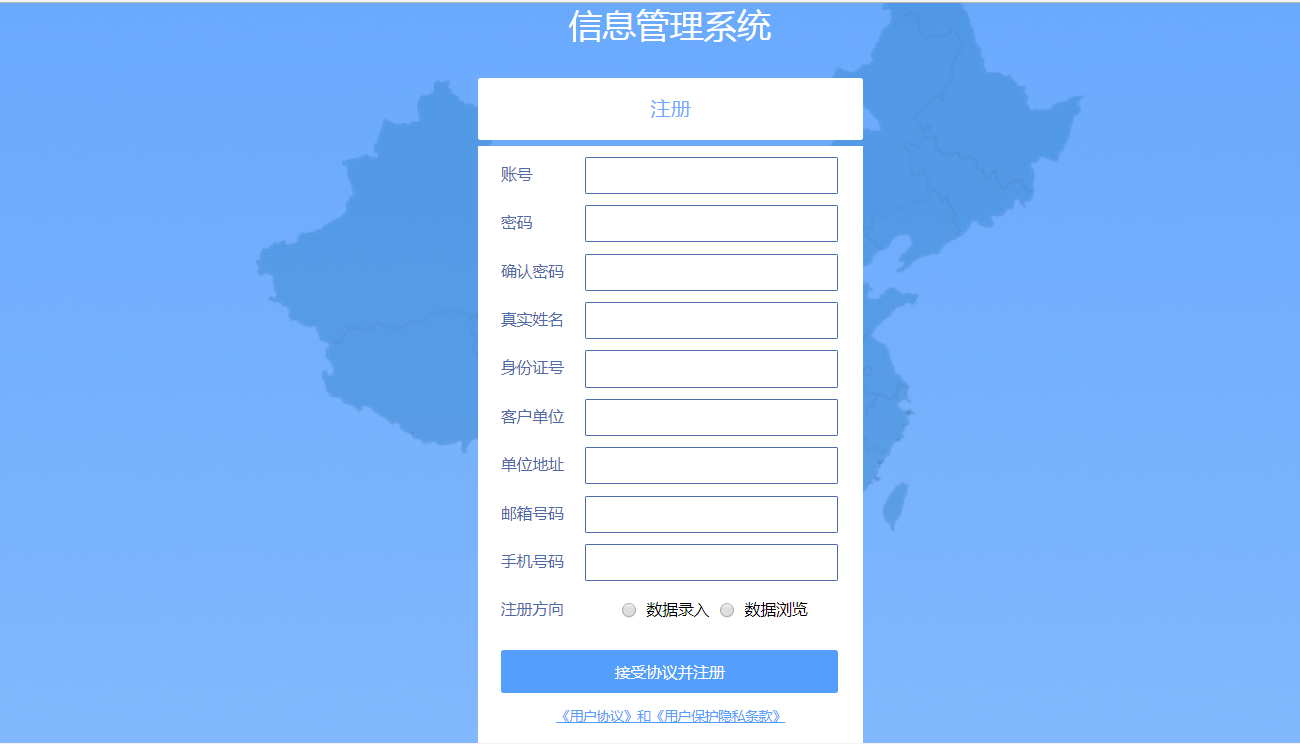 信息管理系统
注册
账号
密码
确认密码
真实姓名
身份证号
客户单位
单位地址
邮箱号码
手机号码
注册方向 数据录入 数据浏览
接受协议并注册
《用户协议》和《用户保护隐私条款》